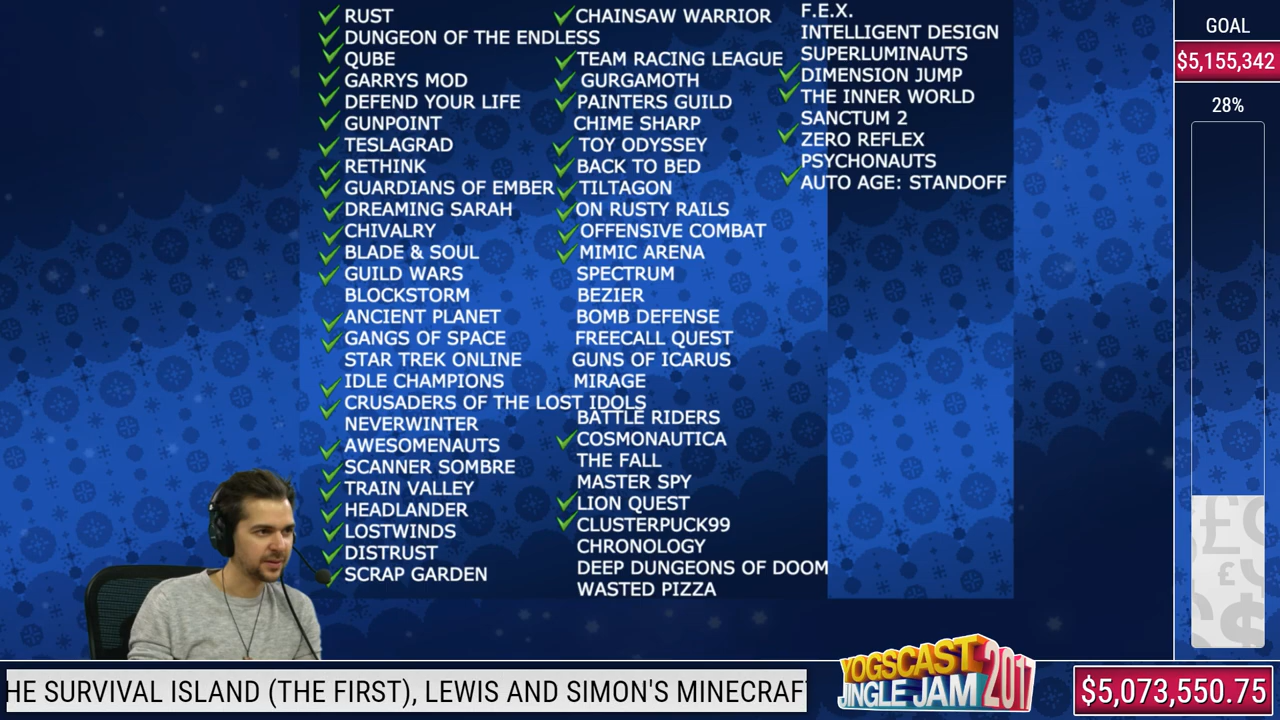 RUST
DUNGEON OF THE ENDLESS
QUBE
GARRYS MOD
DEFEND YOUR LIFE
GUNPOINT
TESLAGRAD
RETHINK
GUARDIANS OF EMBER
DREAMING SARAH
CHIVALRY
BLADE & SOUL
GUILD WARS
BLOCKSTORM
ANCIENT PLANET
GANGS OF SPACE
STAR TREK ONLINE
IDLE CHAMPIONS
CRUSADERS OF THE LOST IDOLS
NEVERWINTER
AWESOMENAUTS
SCANNER SOMBRE
TRAIN VALLEY
HEADLANDER
LOSTWINDS
DISTRUST
SCRAP GARDEN
CHAINSAW WARRIOR
TEAM RACING LEAGUE
GURGAMOTH
PAINTERS GUILD
CHIME SHARP
TOY ODYSSEY
BACK TO BED
TILTAGON
ON RUSTY RAILS
OFFENSIVE COMBAT
MIMIC ARENA
SPECTRUM
BEZIER
BOMB DEFENSE
FREECALL QUEST
GUNS OF ICARUS
MIRAGE
BATTLE RIDERS
COSMONAUTICA
THE FALL
MASTER SPY
LION QUEST
CLUSTERPUCK99
CHRONOLOGY
DEEP DUNGEONS OF DOOM
WASTED PIZZA
F.E.X.
INTELLIGENT DESIGN
SUPERLUMINAUTS
DIMENSION JUMP
THE INNER WORLD
SANCTUM 2
ZERO REFLEX
PSYCHONAUTS
AUTO AGE: STANDOFF
GOAL
$5,155,342
28%
HE SURVIVAL ISLAND (THE FIRST), LEWIS AND SIMON'S MINECRAF
YOGSCAST
JINGLE JAM 2017
$5,073,550.75